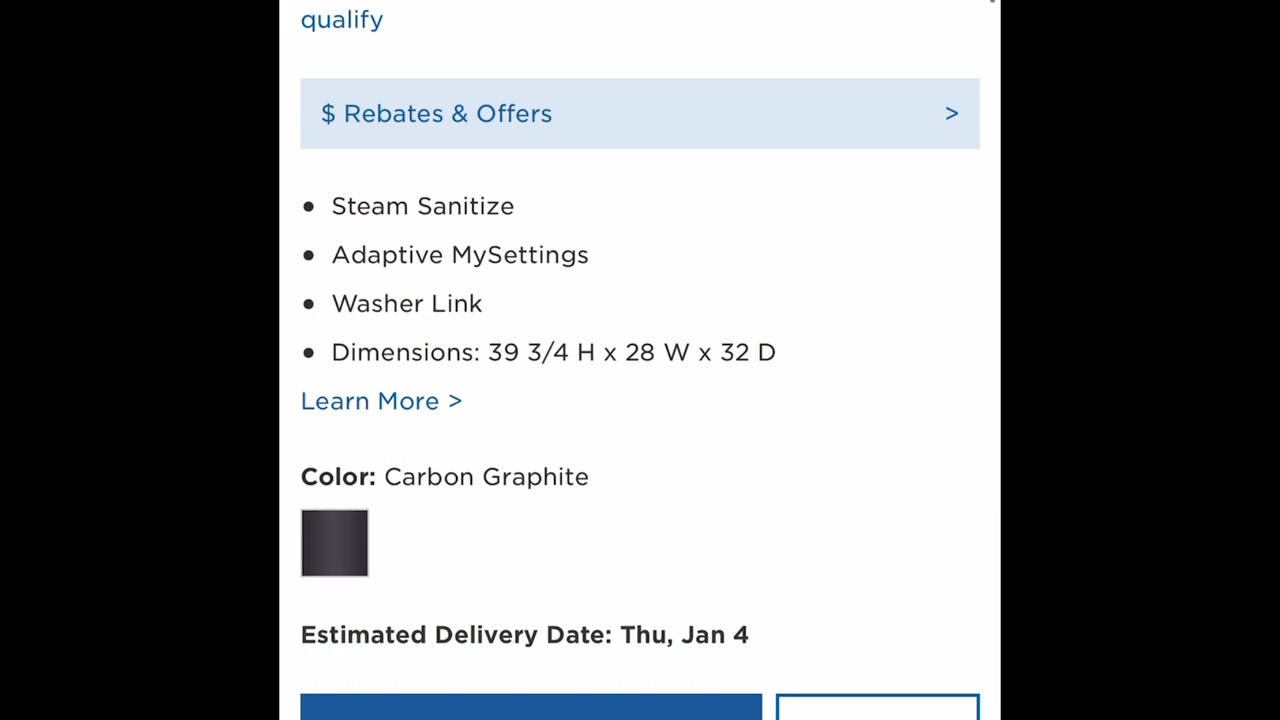 qualify
$ Rebates & Offers >
• Steam Sanitize
• Adaptive MySettings
• Washer Link
• Dimensions: 39 3/4 H x 28 W x 32 D
Learn More >
Color: Carbon Graphite
Estimated Delivery Date: Thu, Jan 4